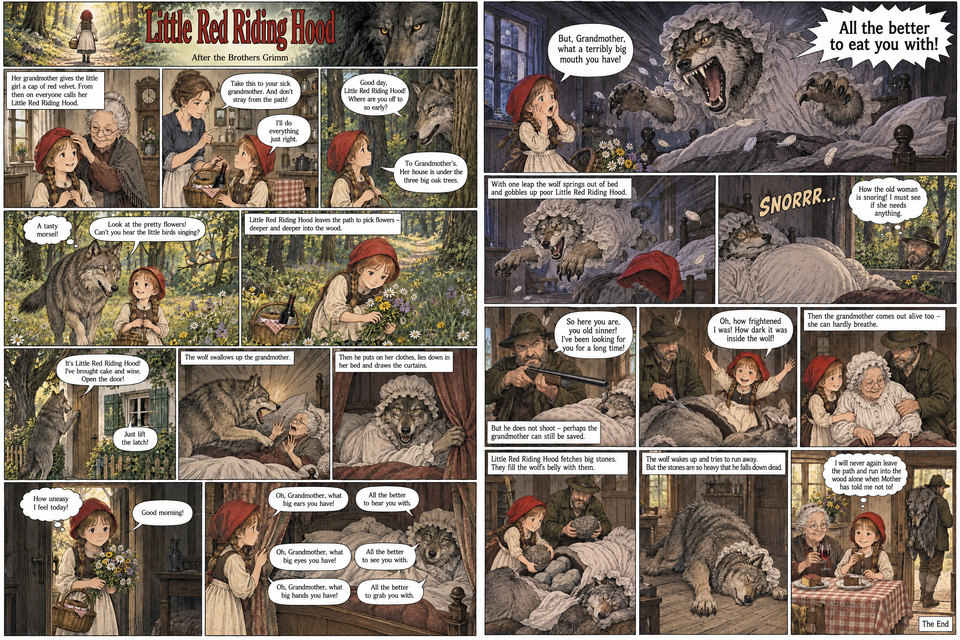 Little Red Riding Hood
After the Brothers Grimm
Her grandmother gives the little
girl a cap of red velvet. From
then on everyone calls her
Little Red Riding Hood.
Take this to your sick
grandmother. And don't
stray from the path!
I'll do
everything
just right.
Good day,
Little Red Riding Hood!
Where are you off to
so early?
To Grandmother's.
Her house is under the
three big oak trees.
A tasty
morsel!
Look at the pretty flowers!
Can't you hear the little birds singing?
Little Red Riding Hood leaves the path to pick flowers –
deeper and deeper into the wood.
It's Little Red Riding Hood!
I've brought cake and wine.
Open the door!
Just lift
the latch!
The wolf swallows up the grandmother.
Then he puts on her clothes, lies down in
her bed and draws the curtains.
How uneasy
I feel today!
Good morning!
Oh, Grandmother, what
big ears you have!
All the better
to hear you with.
Oh, Grandmother, what
big eyes you have!
All the better
to see you with.
Oh, Grandmother, what
big hands you have!
All the better
to grab you with.
But, Grandmother,
what a terribly big
mouth you have!
All the better
to eat you with!
With one leap the wolf springs out of bed
and gobbles up poor Little Red Riding Hood.
SNORRR...
How the old woman
is snoring! I must see
if she needs
anything.
So here you are,
you old sinner!
I've been looking for
you for a long time!
But he does not shoot – perhaps the
grandmother can still be saved.
Oh, how frightened
I was! How dark it was
inside the wolf!
Then the grandmother comes out alive too –
she can hardly breathe.
Little Red Riding Hood fetches big stones.
They fill the wolf's belly with them.
The wolf wakes up and tries to run away.
But the stones are so heavy that he falls down dead.
I will never again leave
the path and run into the
wood alone when Mother
has told me not to!
The End